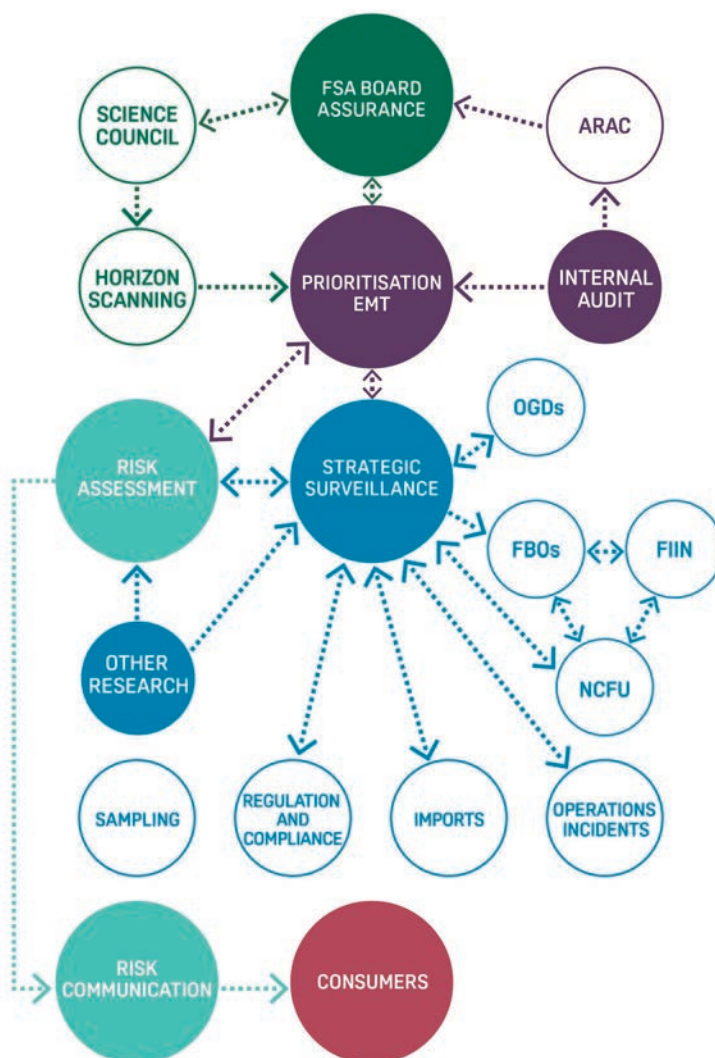 FSA BOARD
ASSURANCE
SCIENCE
COUNCIL
ARAC
HORIZON
SCANNING
PRIORITISATION
EMT
INTERNAL
AUDIT
OGDs
RISK
ASSESSMENT
STRATEGIC
SURVEILLANCE
FBOs
FIIN
OTHER
RESEARCH
NCFU
SAMPLING
REGULATION
AND
COMPLIANCE
IMPORTS
OPERATIONS
INCIDENTS
RISK
COMMUNICATION
CONSUMERS